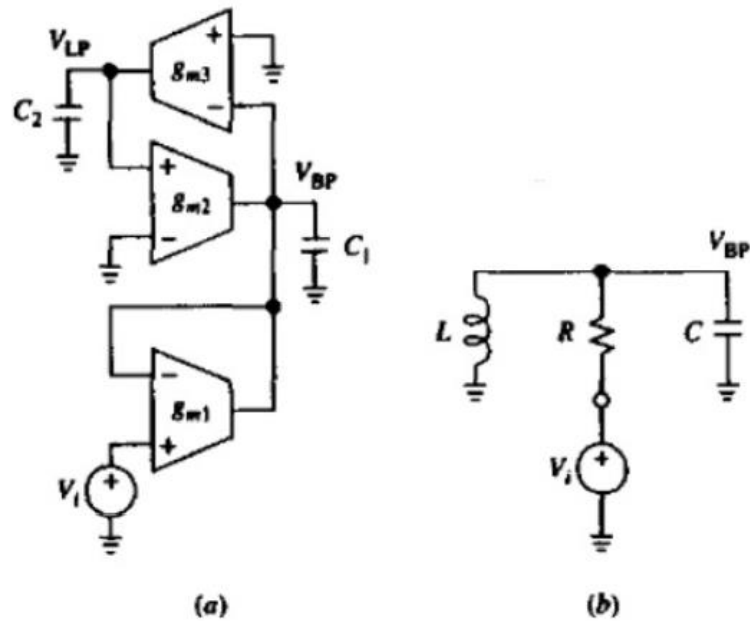 V_LP
+
g_m3
−
C_2
+
g_m2
−
V_BP
C_1
−
g_m1
+
V_i
+
(a)
V_BP
L
R
C
V_i
+
(b)